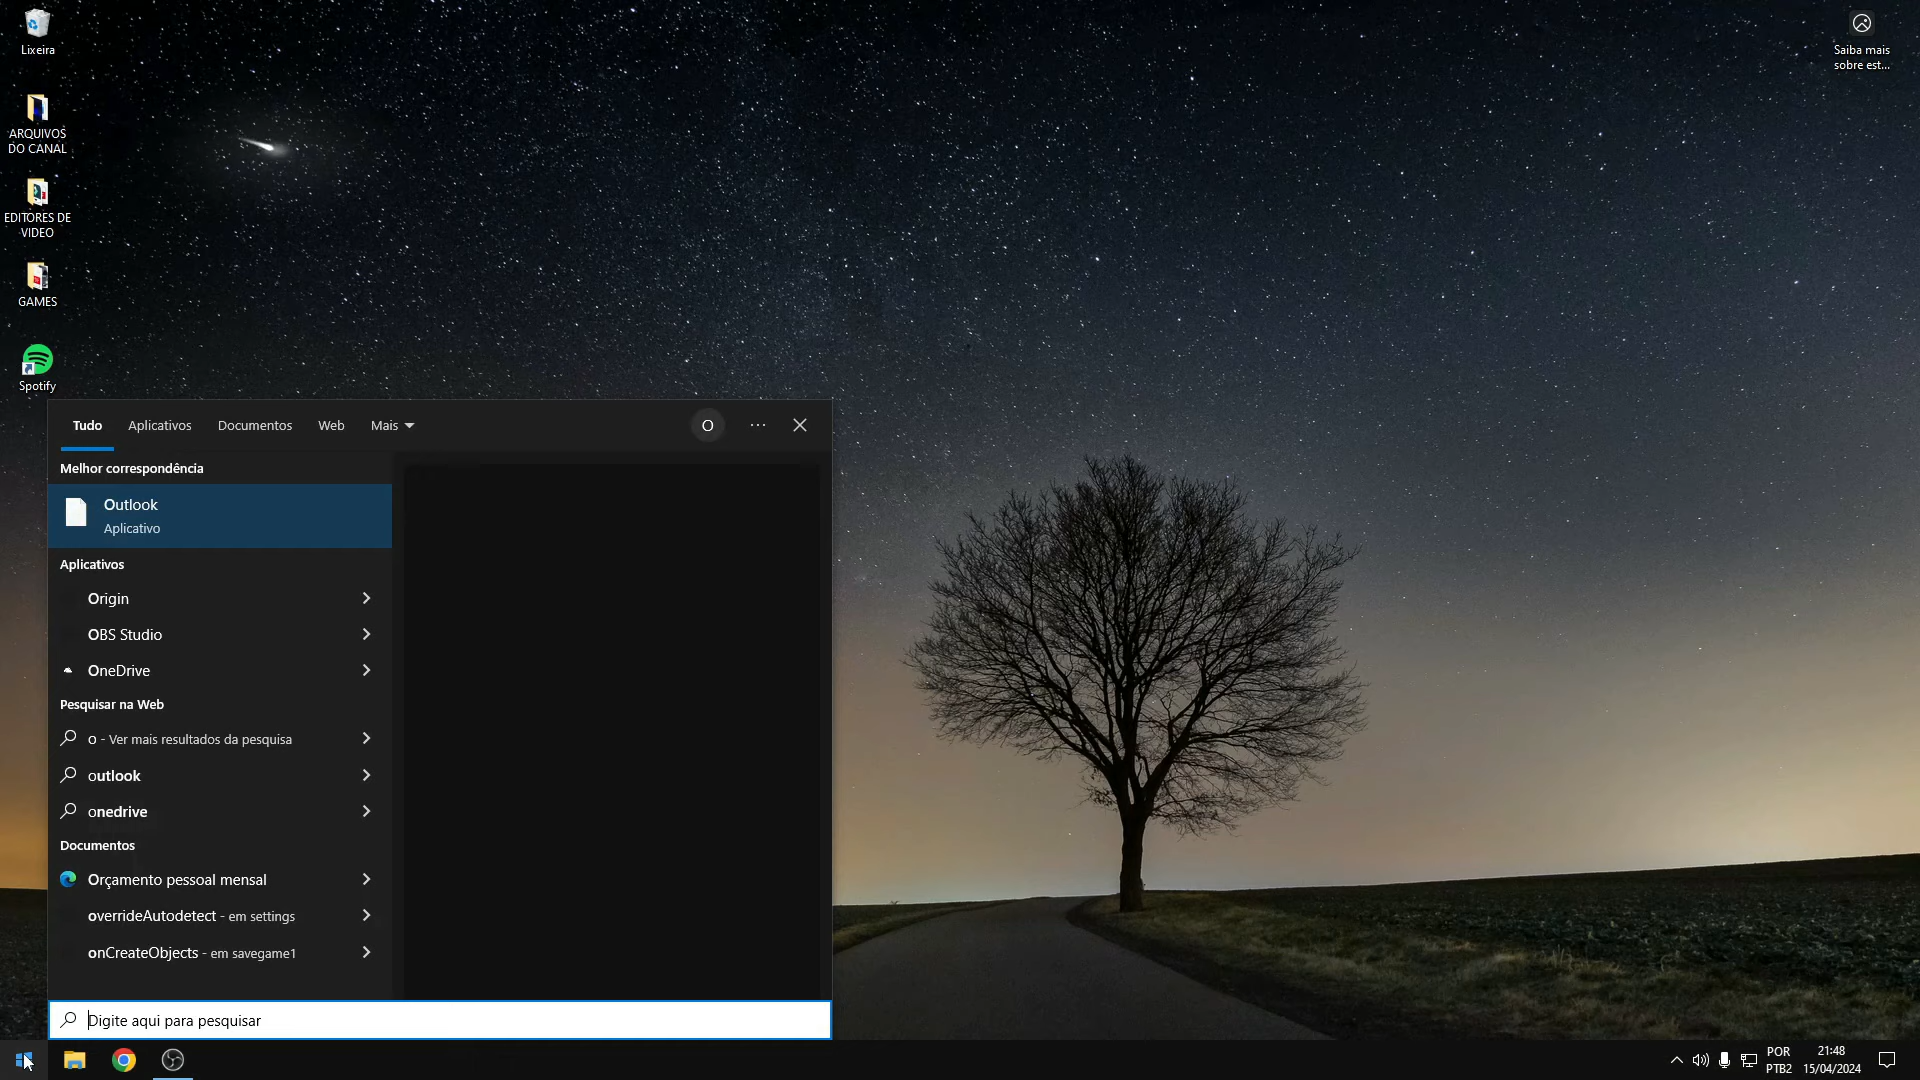 Lixeira
ARQUIVOS
DO CANAL
EDITORES DE
VIDEO
GAMES
Spotify
Saiba mais
sobre est...
Tudo
Aplicativos
Documentos
Web
Mais
O
Melhor correspondência
Outlook
Aplicativo
Aplicativos
Origin
OBS Studio
OneDrive
Pesquisar na Web
o - Ver mais resultados da pesquisa
outlook
onedrive
Documentos
Orçamento pessoal mensal
overrideAutodetect - em settings
onCreateObjects - em savegame1
Digite aqui para pesquisar
POR
PTB2
21:48
15/04/2024